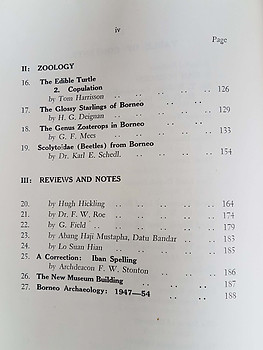 iv
Page
II: ZOOLOGY
16. The Edible Turtle
2. Copulation
by Tom Harrisson .. .. .. .. 126
17. The Glossy Starlings of Borneo .. .. ..
by H. G. Deignan .. .. .. .. 129
18. The Genus Zosterops in Borneo .. .. ..
by G. F. Mees .. .. .. .. .. 133
19. Scolytoidae (Beetles) from Borneo
by Dr. Karl E. Schedl. .. .. .. .. 154
III: REVIEWS AND NOTES
20. by Hugh Hickling .. .. .. .. 164
21. by Dr. F. W. Roe .. .. .. .. 174
22. by G. Field .. .. .. .. .. 179
23. by Abang Haji Mustapha, Datu Bandar .. .. 183
24. by Lo Suan Hian .. .. .. .. 185
25. A Correction: Iban Spelling
by Archdeacon F. W. Stonton .. .. .. 186
26. The New Museum Building .. .. .. 187
27. Borneo Archaeology: 1947—54 .. .. .. 188